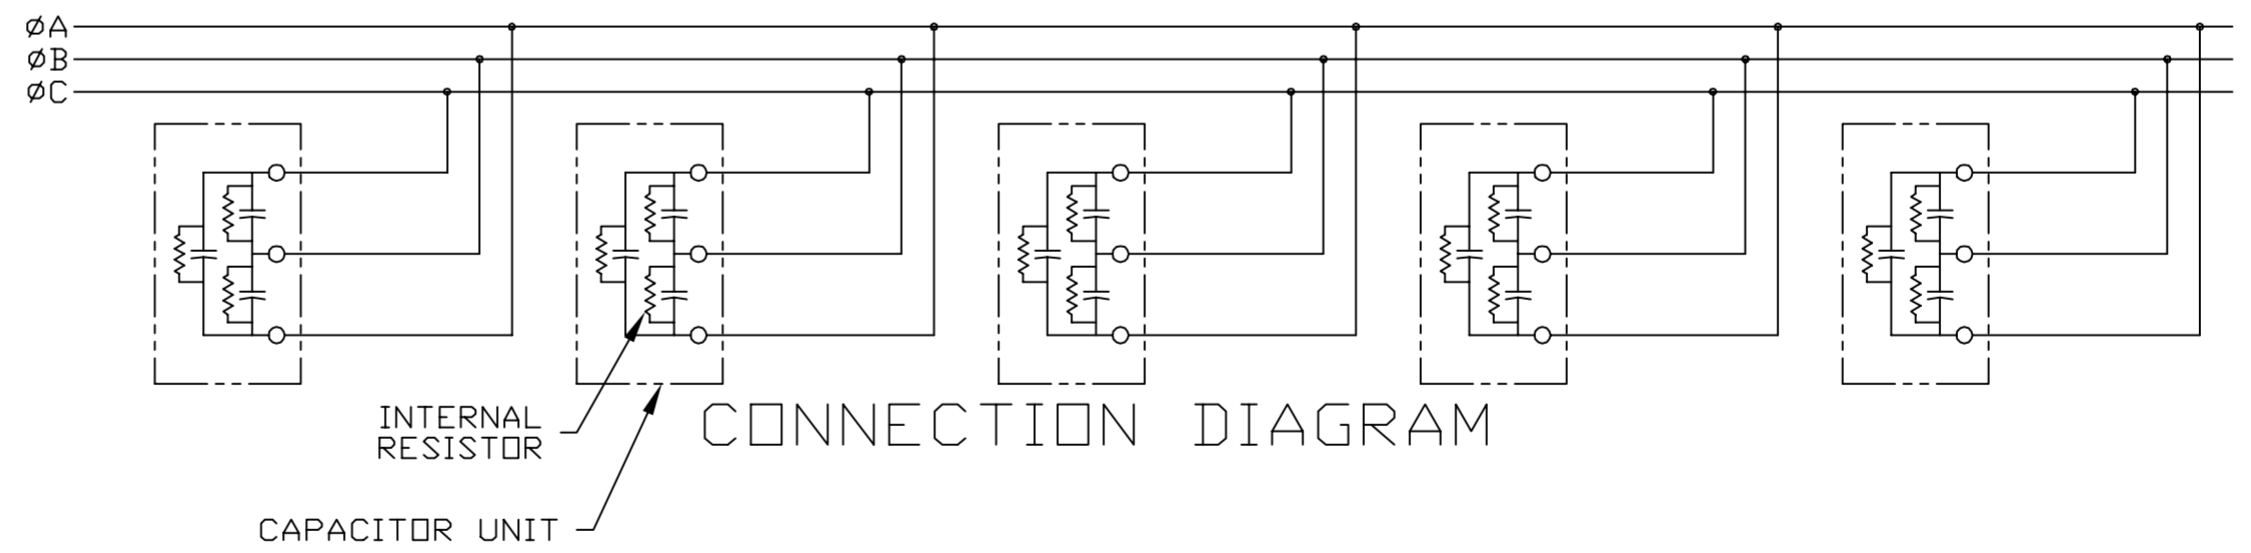 ØA
ØB
ØC
INTERNAL
RESISTOR
CONNECTION DIAGRAM
CAPACITOR UNIT